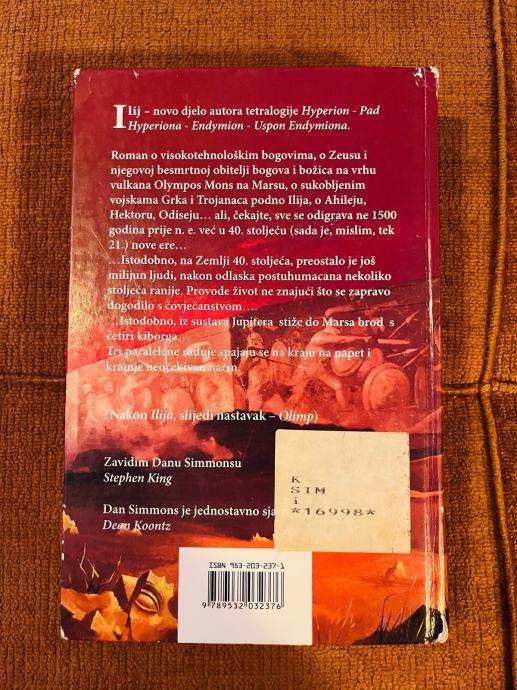 Ilij – novo djelo autora tetralogije Hyperion - Pad
Hyperiona - Endymion - Uspon Endymiona.
Roman o visokotehnološkim bogovima, o Zeusu i
njegovoj besmrtnoj obitelji bogova i božica na vrhu
vulkana Olympos Mons na Marsu, o sukobljenim
vojskama Grka i Trojanaca podno Ilija, o Ahileju,
Hektoru, Odiseju… ali, čekajte, sve se odigrava ne 1500
godina prije n. e. već u 40. stoljeću (sada je, mislim, tek
21.) nove ere…
…Istodobno, na Zemlji 40. stoljeća, preostalo je još
milijun ljudi, nakon odlaska postuhumacana nekoliko
stoljeća ranije. Provode život ne znajući što se zapravo
dogodilo s čovječanstvom….
…Istodobno, iz sustava Jupitera stiže do Marsa brod s
četiri kiborga…
Tri paralelene radnje spajaju se na kraju na napet i
krajnje neočekivan način.
(Nakon Ilija, slijedi nastavak – Olimp)
Zavidim Danu Simmonsu
Stephen King
Dan Simmons je jednostavno
Dean Koontz
K
SIM
i
*16998*
ISBN 953-203-237-1
9 789532 032376